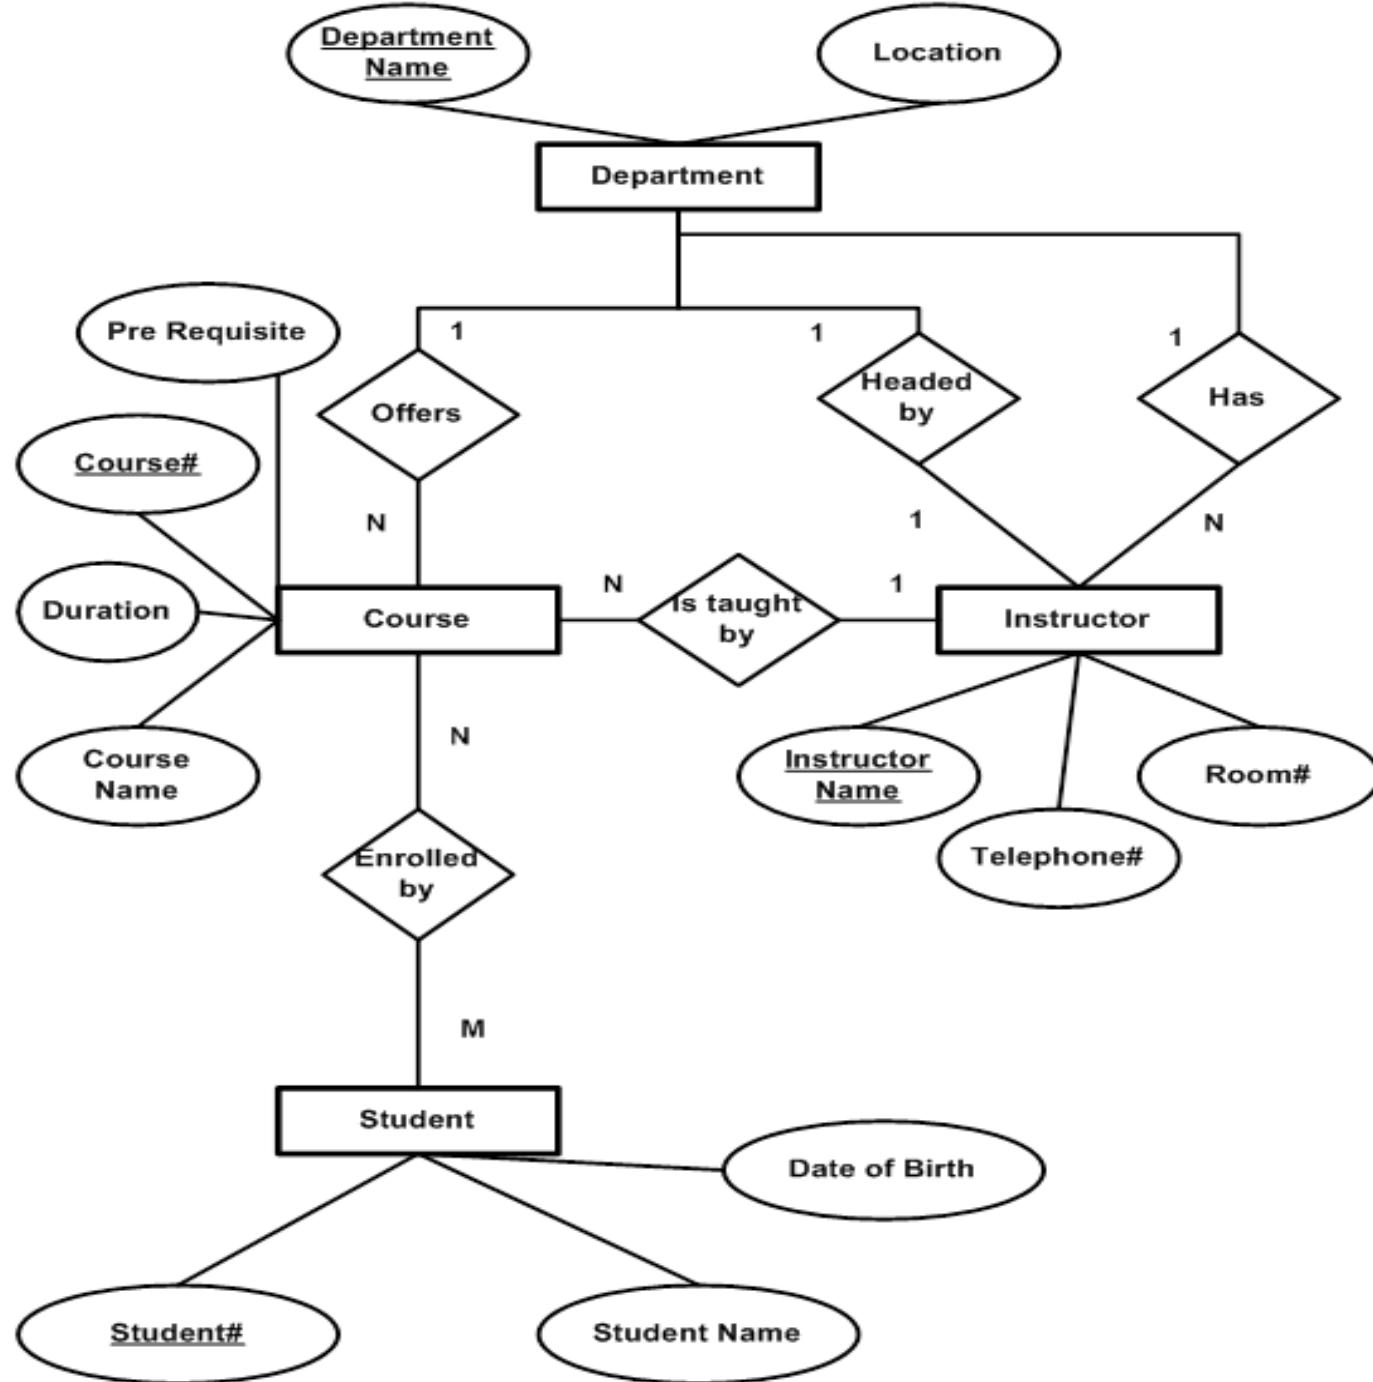 Department
Name
Location
Department
Pre Requisite
1
1
1
Offers
Headed
by
Has
Course#
N
1
N
Duration
Course
N
Is taught
by
1
Instructor
Course
Name
N
Instructor
Name
Telephone#
Room#
Enrolled
by
M
Student
Date of Birth
Student#
Student Name